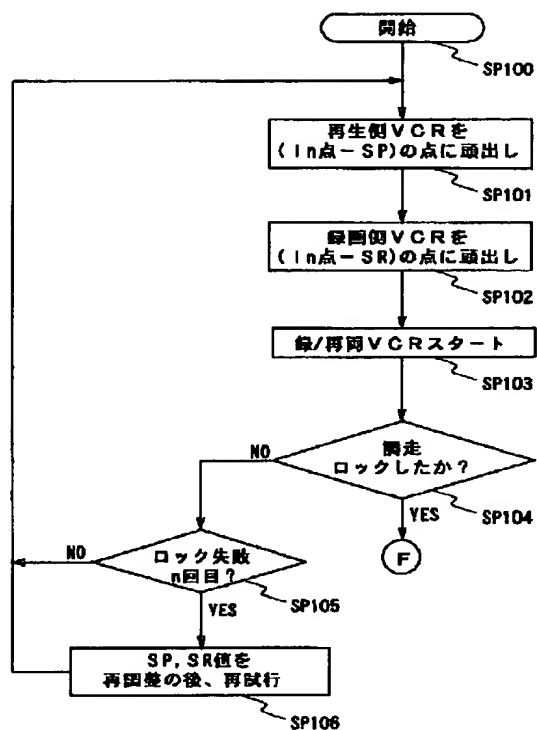 開始
SP100
再生側VCRを
(In点-SP)の点に頭出し
SP101
録画側VCRを
(In点-SR)の点に頭出し
SP102
録/再両VCRスタート
SP103
調走
ロックしたか?
SP104
NO
YES
F
ロック失敗
n回目?
SP105
NO
YES
SP,SR値を
再調整の後、再試行
SP106